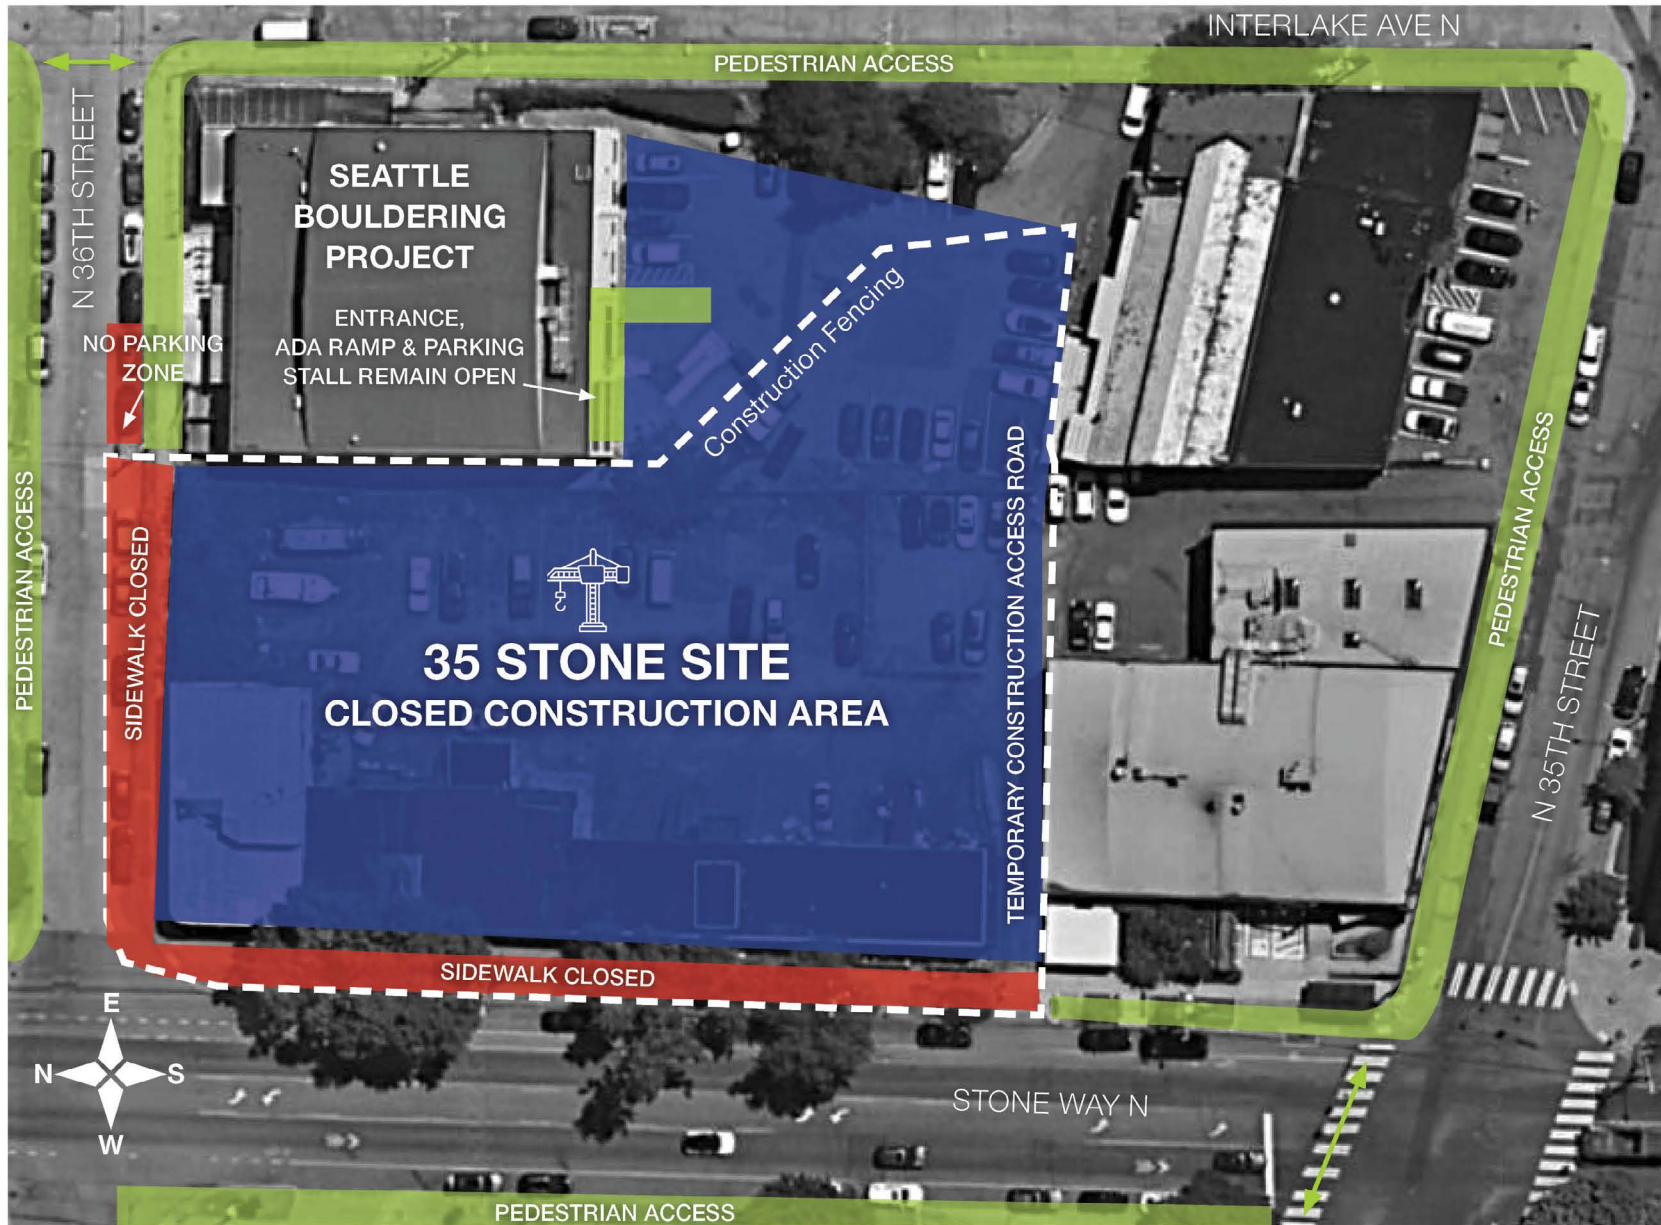 INTERLAKE AVE N
PEDESTRIAN ACCESS
N 36TH STREET
SEATTLE
BOULDERING
PROJECT
ENTRANCE,
ADA RAMP & PARKING
STALL REMAIN OPEN
NO PARKING
ZONE
Construction Fencing
PEDESTRIAN ACCESS
SIDEWALK CLOSED
35 STONE SITE
CLOSED CONSTRUCTION AREA
TEMPORARY CONSTRUCTION ACCESS ROAD
PEDESTRIAN ACCESS
N 35TH STREET
SIDEWALK CLOSED
E
N
S
W
STONE WAY N
PEDESTRIAN ACCESS